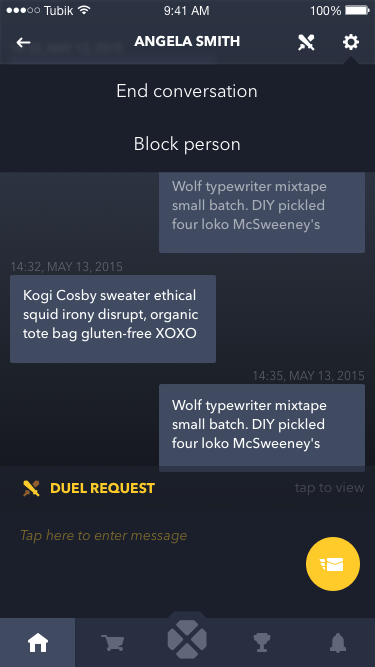 Tubik 9:41 AM 100%
ANGELA SMITH
End conversation
Block person
Wolf typewriter mixtape
small batch. DIY pickled
four loko McSweeney's
14:32, MAY 13, 2015
Kogi Cosby sweater ethical
squid irony disrupt, organic
tote bag gluten-free XOXO
14:35, MAY 13, 2015
Wolf typewriter mixtape
small batch. DIY pickled
four loko McSweeney's
DUEL REQUEST tap to view
Tap here to enter message